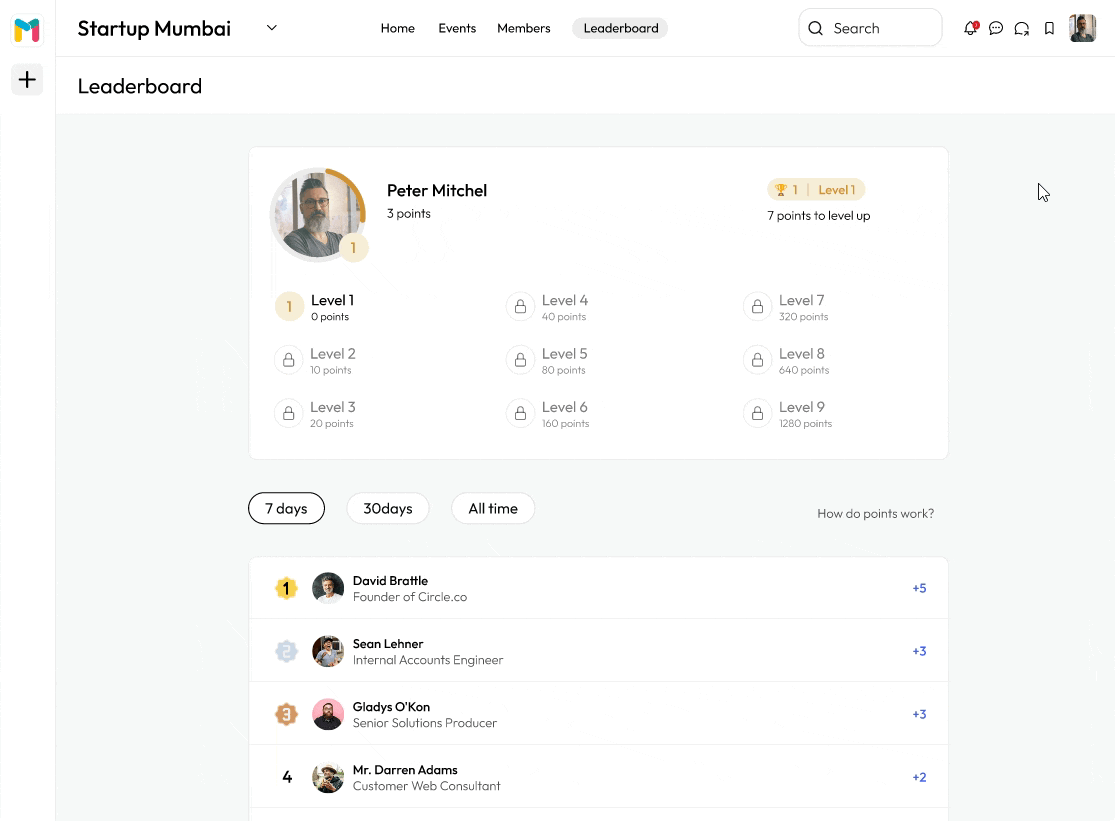 Startup Mumbai
Home Events Members Leaderboard
Search
Leaderboard
Peter Mitchel
3 points
1
1 | Level 1
7 points to level up
1
Level 1
0 points
Level 4
40 points
Level 7
320 points
Level 2
10 points
Level 5
80 points
Level 8
640 points
Level 3
20 points
Level 6
160 points
Level 9
1280 points
7 days 30days All time
How do points work?
1
David Brattle
Founder of Circle.co
+5
2
Sean Lehner
Internal Accounts Engineer
+3
3
Gladys O'Kon
Senior Solutions Producer
+3
4
Mr. Darren Adams
Customer Web Consultant
+2